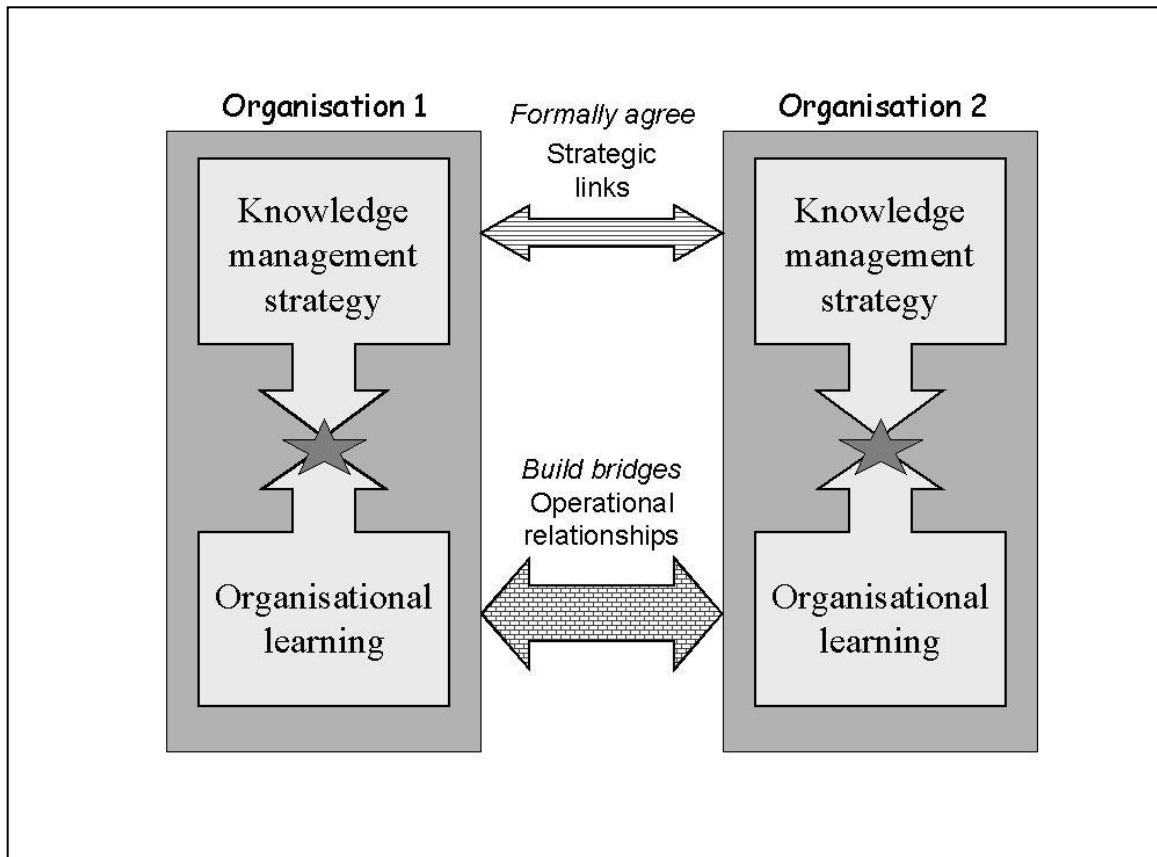 Organisation 1
Knowledge
management
strategy
Organisational
learning
Formally agree
Strategic
links
Build bridges
Operational
relationships
Organisation 2
Knowledge
management
strategy
Organisational
learning